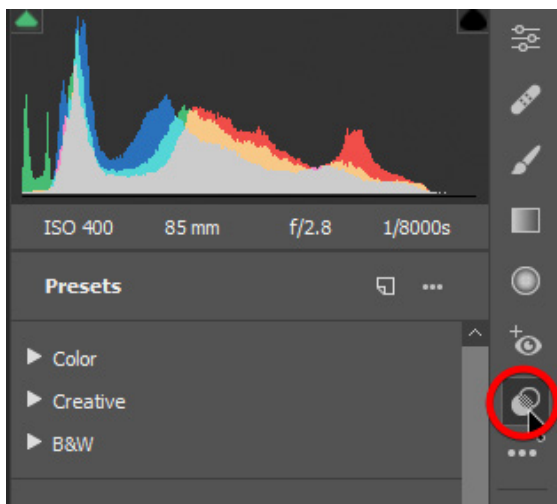 ISO 400 85 mm f/2.8 1/8000s
Presets
Color
Creative
B&W